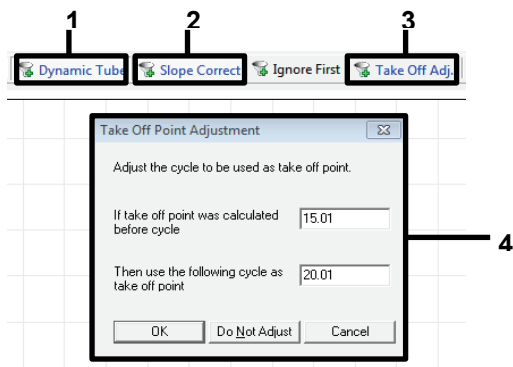 1 2 3
Dynamic Tube Slope Correct Ignore First Take Off Adj.
Take Off Point Adjustment
Adjust the cycle to be used as take off point.
If take off point was calculated
before cycle 15.01
Then use the following cycle as
take off point 20.01
OK Do Not Adjust Cancel
4